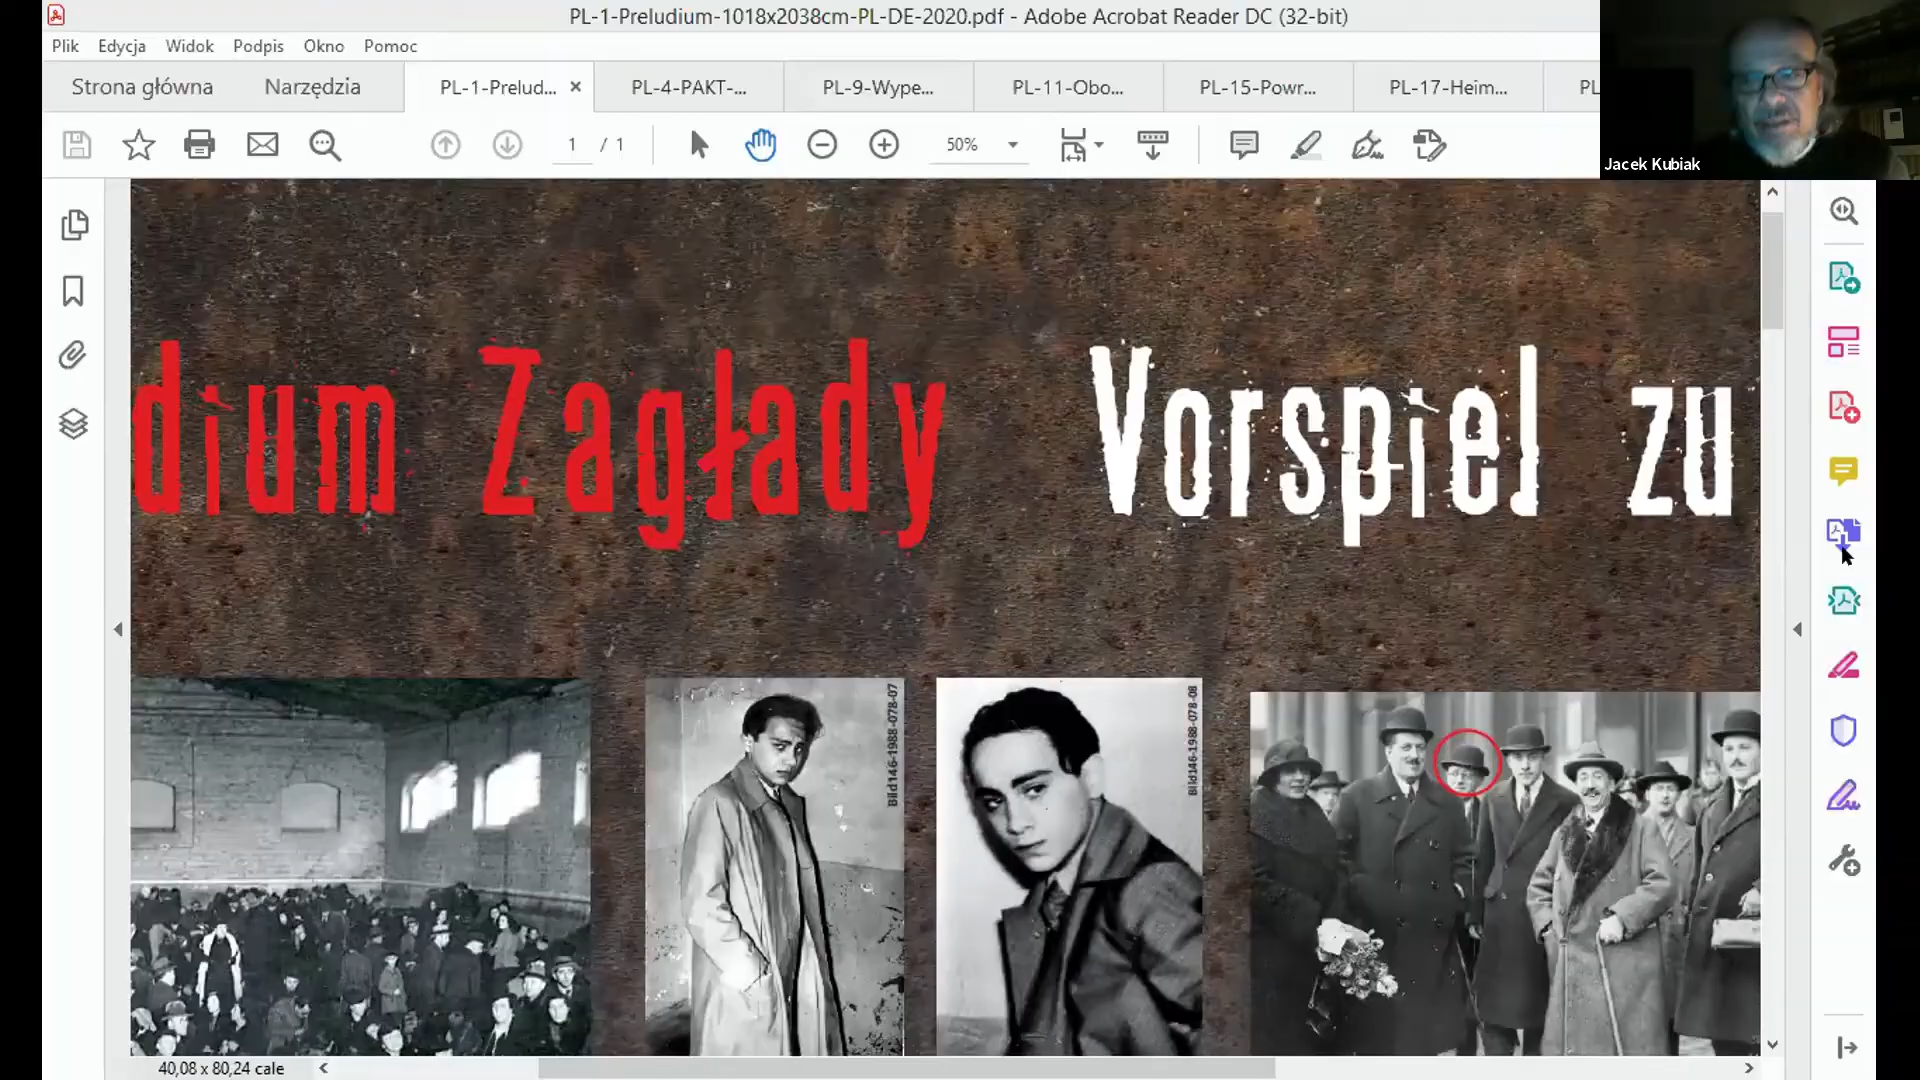 PL-1-Preludium-1018x2038cm-PL-DE-2020.pdf - Adobe Acrobat Reader DC (32-bit)
Plik Edycja Widok Podpis Okno Pomoc
Strona główna Narzędzia PL-1-Prelud... × PL-4-PAKT-... PL-9-Wype... PL-11-Obo... PL-15-Powr... PL-17-Heim... PL
1 / 1 50%
Jacek Kubiak
dium Zagłady Vorspiel zu
Bild146-1988-078-07
Bild146-1988-078-08
40,08 x 80,24 cale